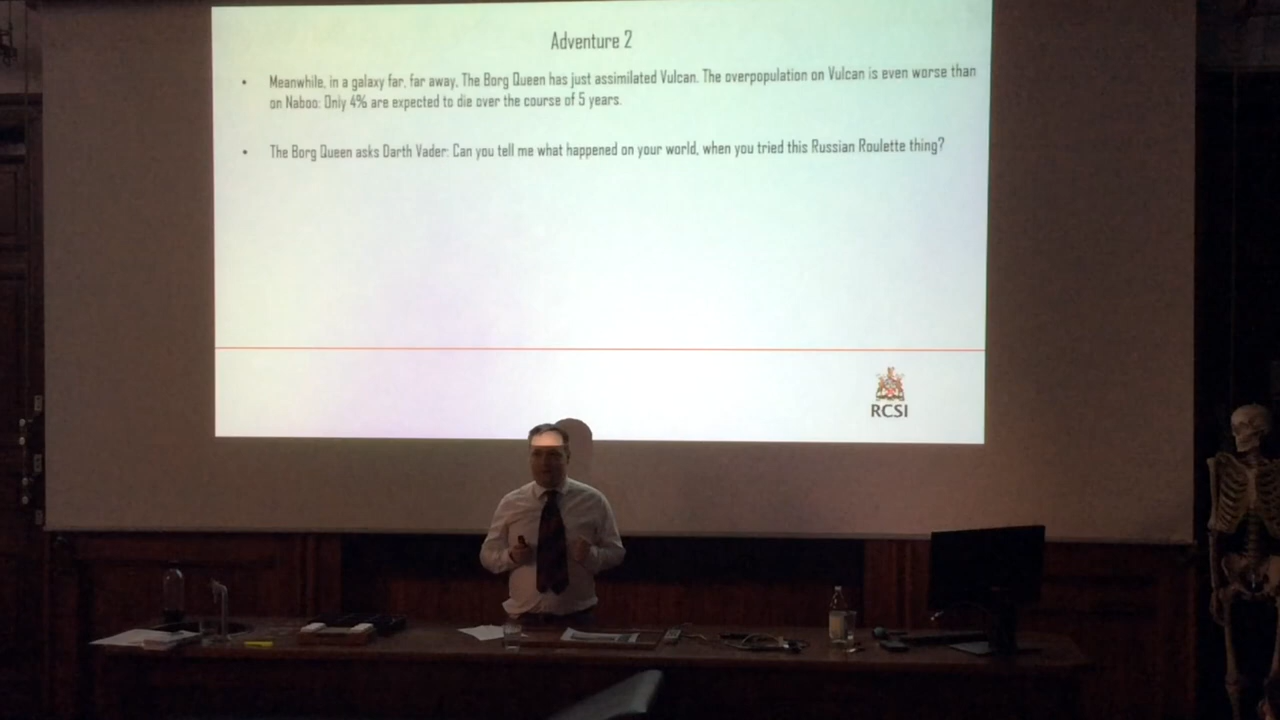 Adventure 2
• Meanwhile, in a galaxy far, far away, The Borg Queen has just assimilated Vulcan. The overpopulation on Vulcan is even worse than
on Naboo: Only 4% are expected to die over the course of 5 years.
• The Borg Queen asks Darth Vader: Can you tell me what happened on your world, when you tried this Russian Roulette thing?
RCSI